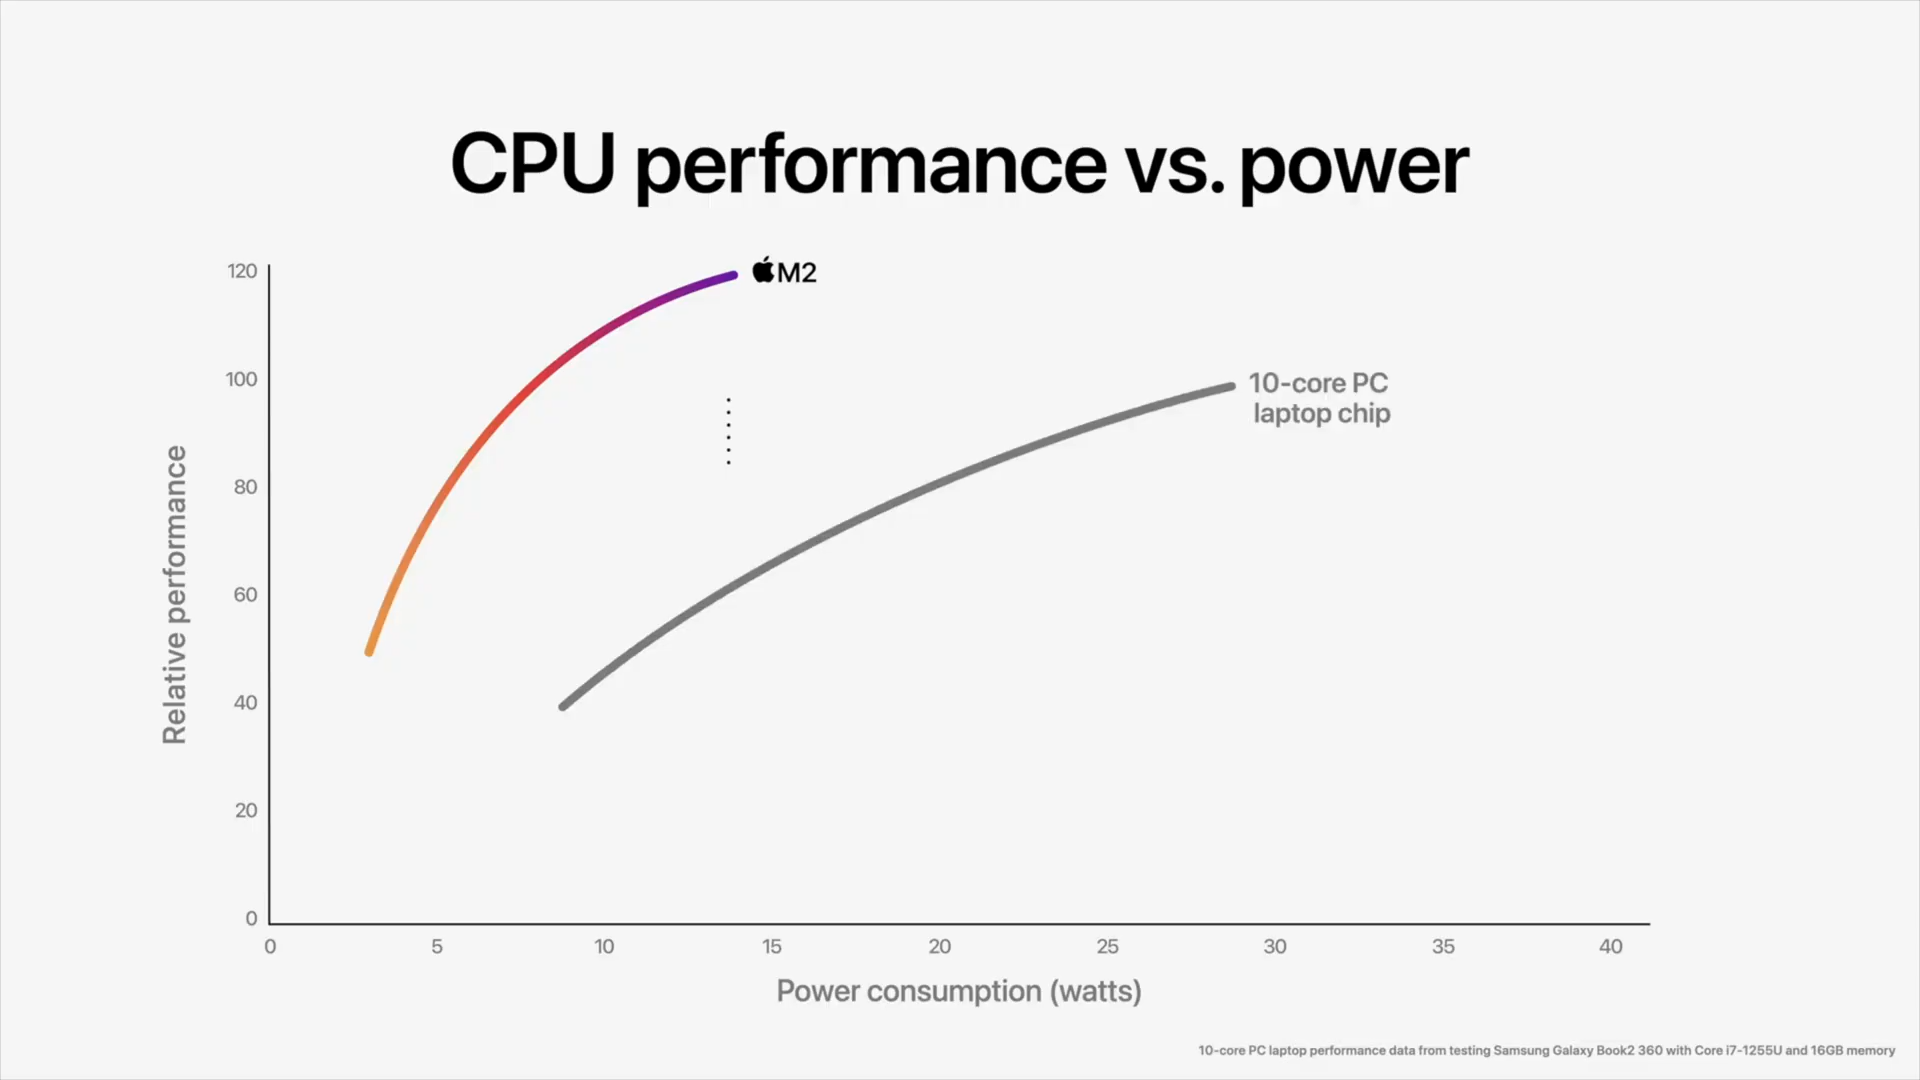 CPU performance vs. power
120
M2
100
10-core PC
laptop chip
80
60
40
20
0
Relative performance
0 5 10 15 20 25 30 35 40
Power consumption (watts)
10-core PC laptop performance data from testing Samsung Galaxy Book2 360 with Core i7-1255U and 16GB memory